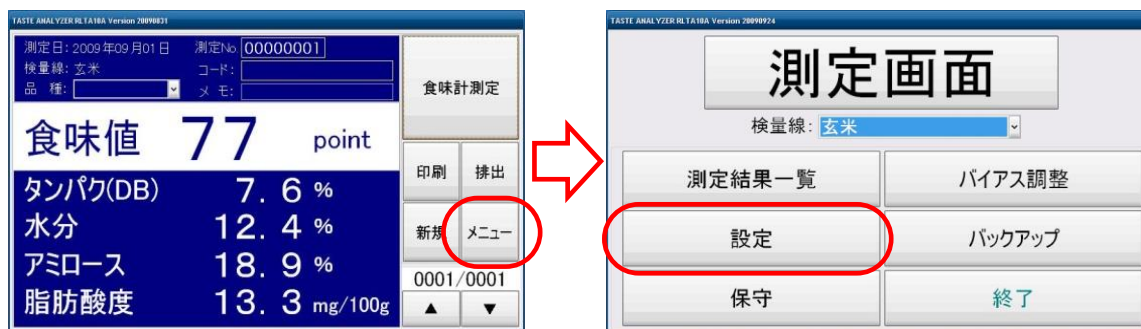 TASTE ANALYZER RLTA10A Version 20090831
測定日: 2009年09月01日 測定No 00000001
検量線: 玄米 コード:
品 種: メ モ:
食味値 77 point
タンパク(DB) 7. 6 %
水分 12. 4 %
アミロース 18. 9 %
脂肪酸度 13. 3 mg/100g
食味計測定
印刷 排出
新規 メニュー
0001/0001
▲ ▼
TASTE ANALYZER RLTA10A Version 20090924
測定画面
検量線: 玄米
測定結果一覧 バイアス調整
設定 バックアップ
保守 終了